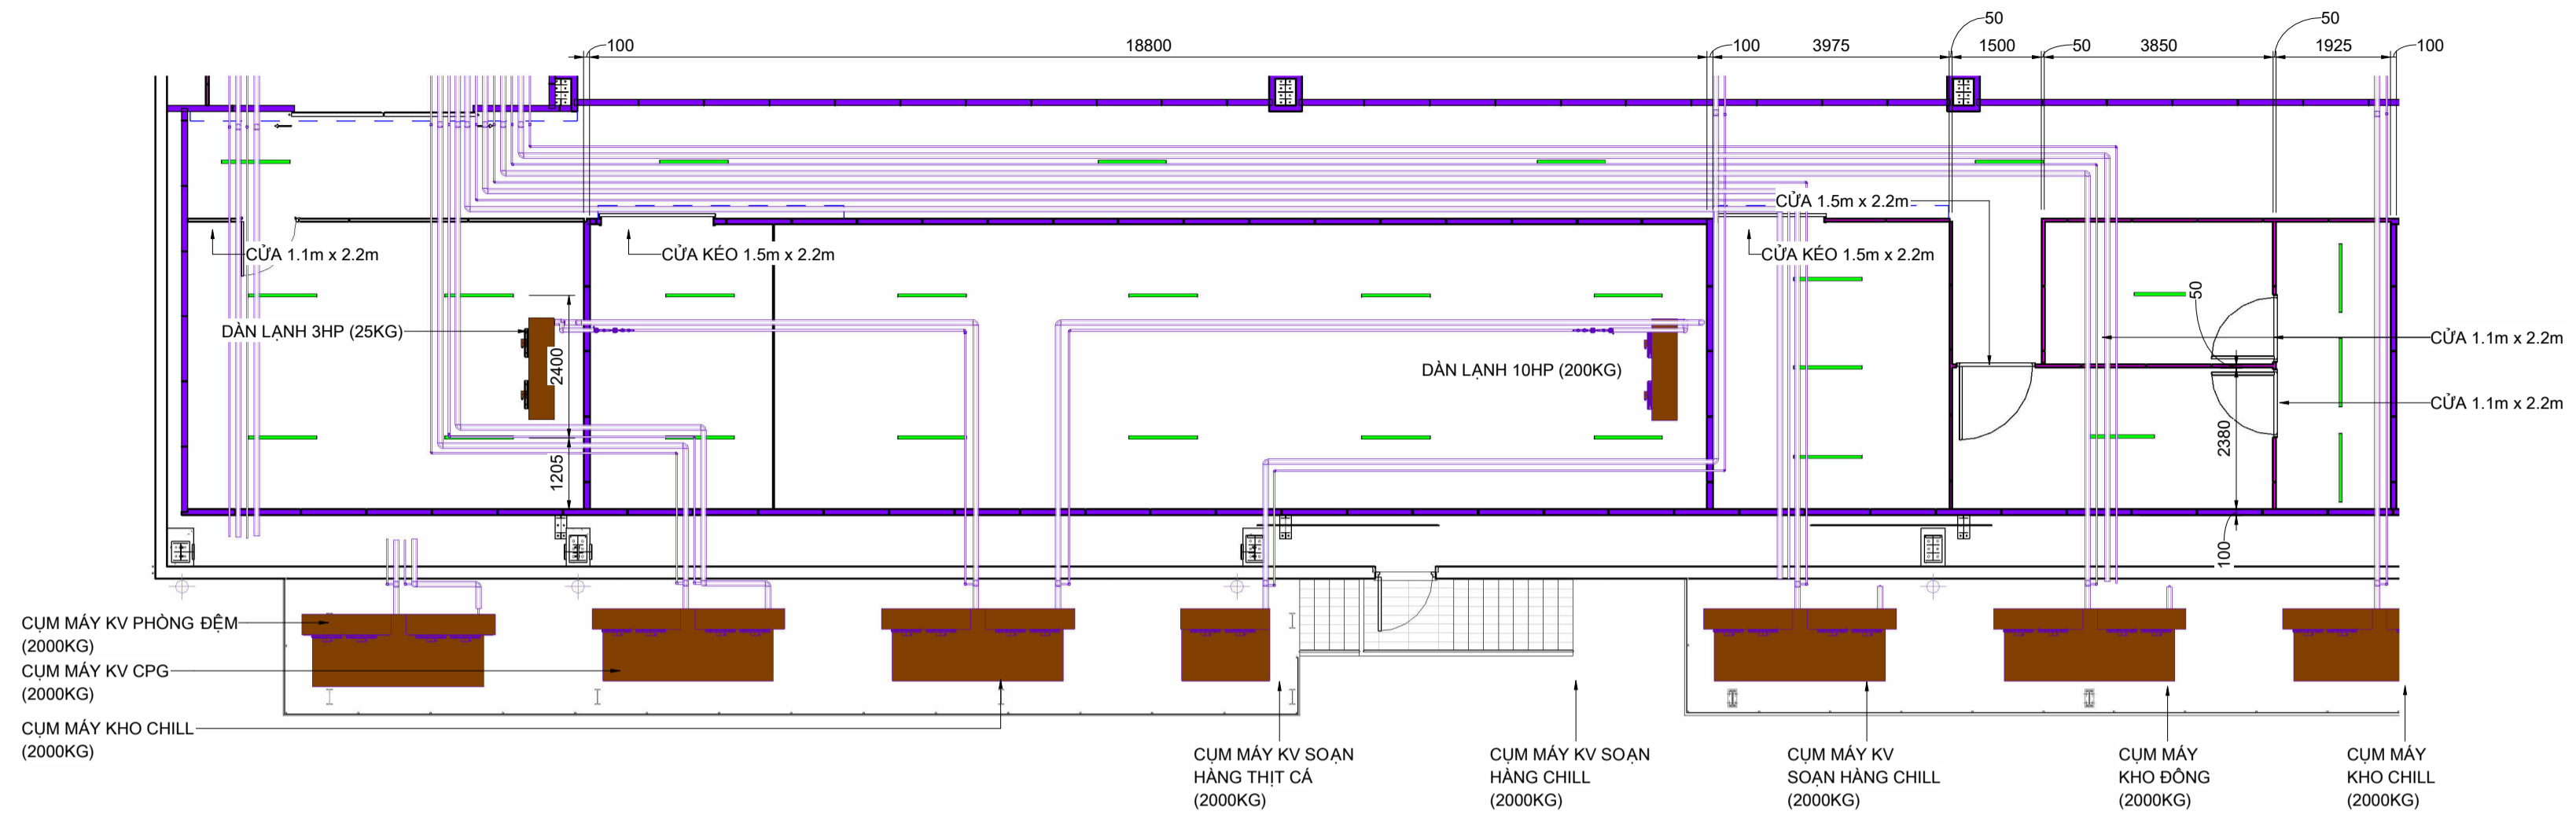 50
50
100
18800
100
3975
1500
50
3850
1925
100
CỬA 1.5m x 2.2m
CỬA 1.1m x 2.2m
CỬA KÉO 1.5m x 2.2m
CỬA KÉO 1.5m x 2.2m
50
DÀN LẠNH 3HP (25KG)
2400
DÀN LẠNH 10HP (200KG)
CỬA 1.1m x 2.2m
CỬA 1.1m x 2.2m
1205
2380
100
CỤM MÁY KV PHÒNG ĐỆM
(2000KG)
CỤM MÁY KV CPG
(2000KG)
CỤM MÁY KHO CHILL
(2000KG)
CỤM MÁY KV SOẠN
HÀNG THỊT CÁ
(2000KG)
CỤM MÁY KV SOẠN
HÀNG CHILL
(2000KG)
CỤM MÁY KV
SOẠN HÀNG CHILL
(2000KG)
CỤM MÁY
KHO ĐÔNG
(2000KG)
CỤM MÁY
KHO CHILL
(2000KG)